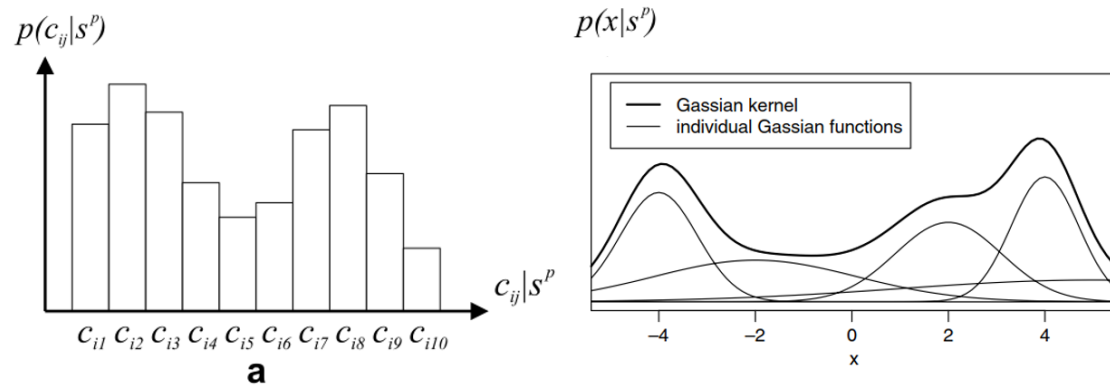 p(c_ij|s^p)
c_ij|s^p
c_i1 c_i2 c_i3 c_i4 c_i5 c_i6 c_i7 c_i8 c_i9 c_i10
a
p(x|s^p)
Gassian kernel
individual Gassian functions
−4 −2 0 2 4
x